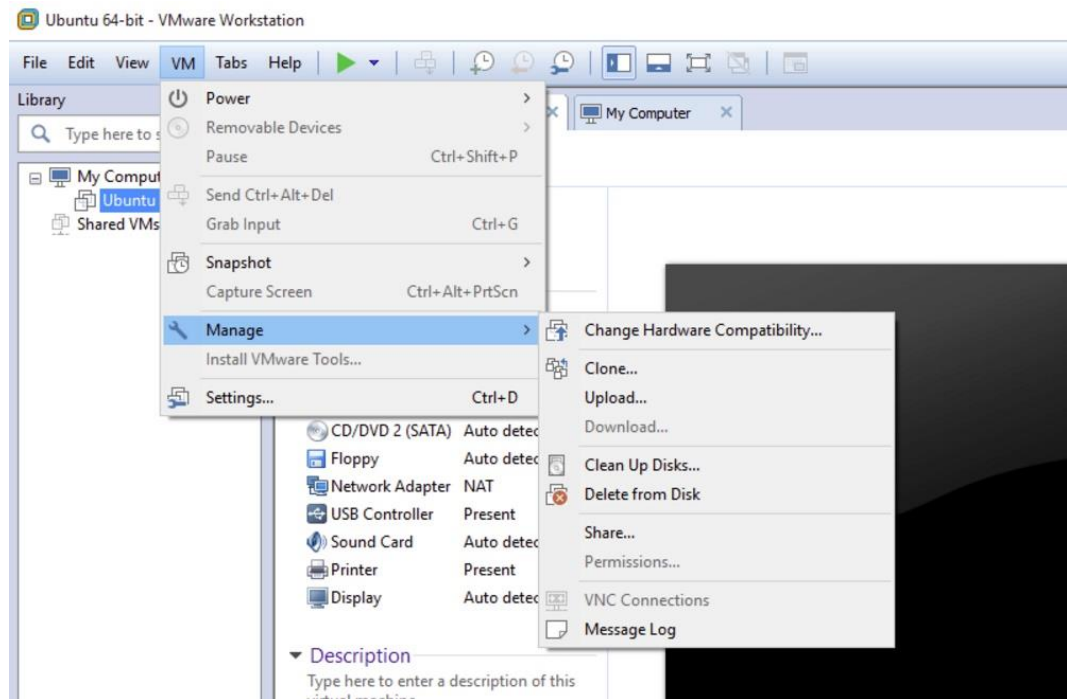 Ubuntu 64-bit - VMware Workstation
File Edit View VM Tabs Help
Library
My Computer
Type here to s
My Comput
Ubuntu
Shared VMs
Power
Removable Devices
Pause Ctrl+Shift+P
Send Ctrl+Alt+Del
Grab Input Ctrl+G
Snapshot
Capture Screen Ctrl+Alt+PrtScn
Manage
Install VMware Tools...
Settings... Ctrl+D
Change Hardware Compatibility...
Clone...
Upload...
Download...
Clean Up Disks...
Delete from Disk
Share...
Permissions...
VNC Connections
Message Log
CD/DVD 2 (SATA) Auto detec
Floppy Auto detec
Network Adapter NAT
USB Controller Present
Sound Card Auto detec
Printer Present
Display Auto detec
Description
Type here to enter a description of this
virtual machine